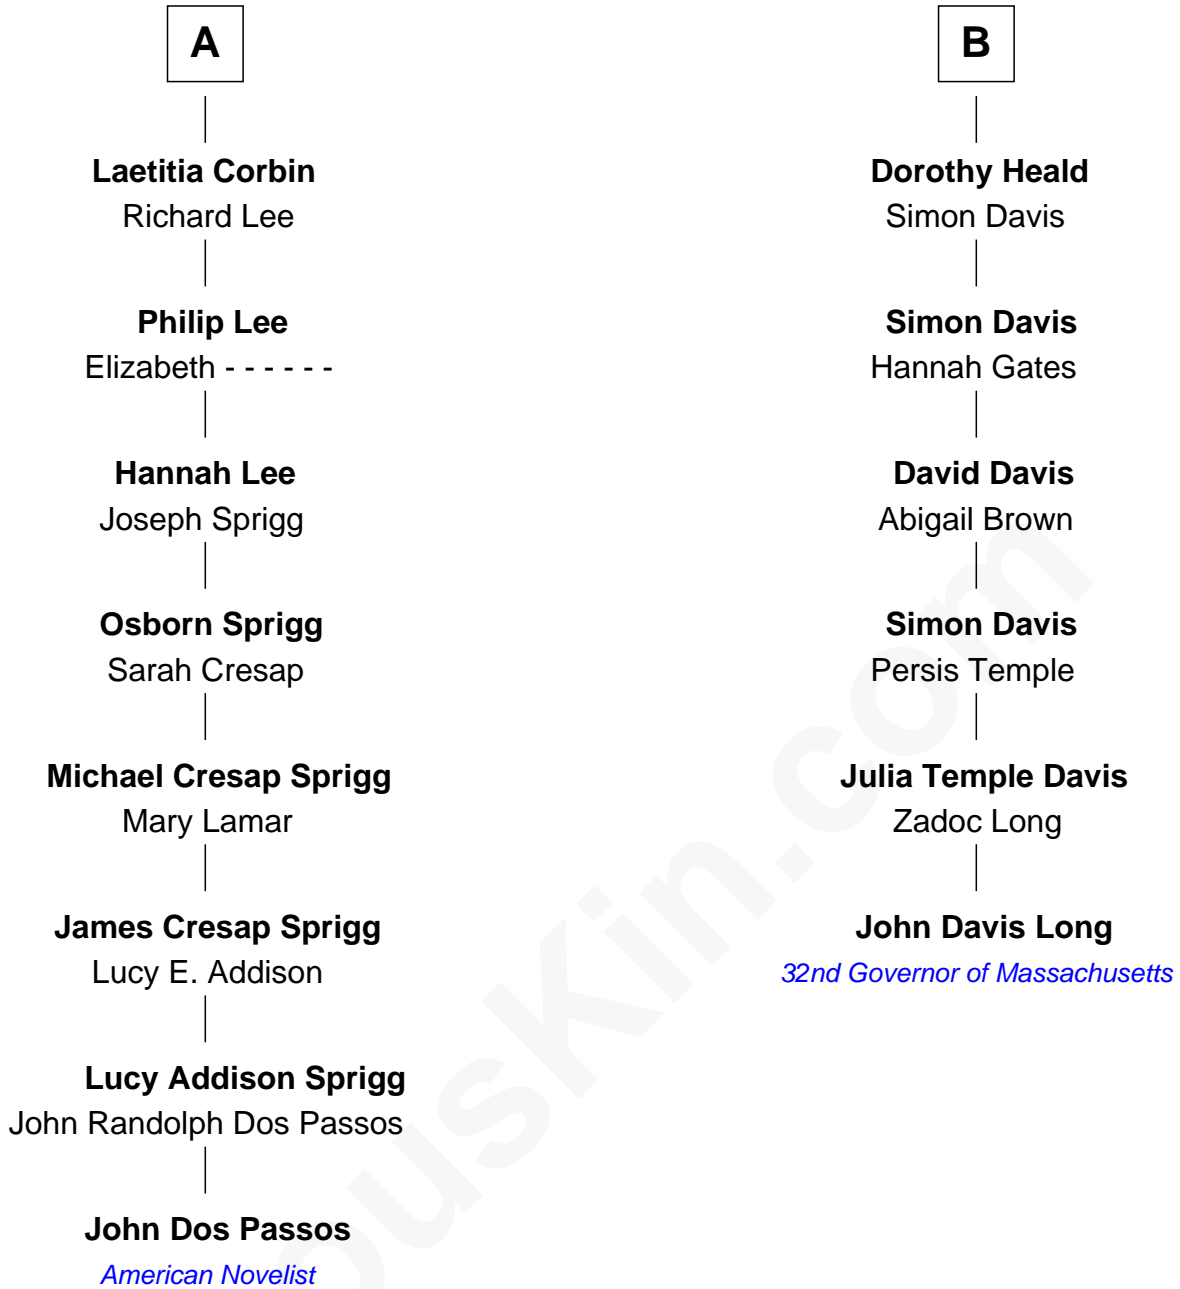 A
Laetitia Corbin
Richard Lee
Philip Lee
Elizabeth - - - - - -
Hannah Lee
Joseph Sprigg
Osborn Sprigg
Sarah Cresap
Michael Cresap Sprigg
Mary Lamar
James Cresap Sprigg
Lucy E. Addison
Lucy Addison Sprigg
John Randolph Dos Passos
John Dos Passos
American Novelist
B
Dorothy Heald
Simon Davis
Simon Davis
Hannah Gates
David Davis
Abigail Brown
Simon Davis
Persis Temple
Julia Temple Davis
Zadoc Long
John Davis Long
32nd Governor of Massachusetts
ousKin.com